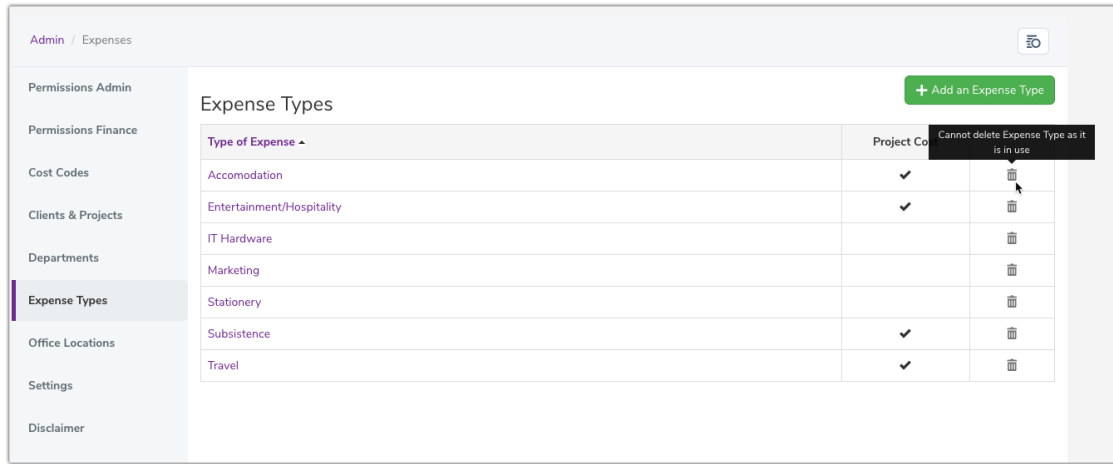 Admin / Expenses
Permissions Admin
Permissions Finance
Cost Codes
Clients & Projects
Departments
Expense Types
Office Locations
Settings
Disclaimer
Expense Types
+ Add an Expense Type
Type of Expense
Project Cos
Cannot delete Expense Type as it
is in use
Accomodation
Entertainment/Hospitality
IT Hardware
Marketing
Stationery
Subsistence
Travel